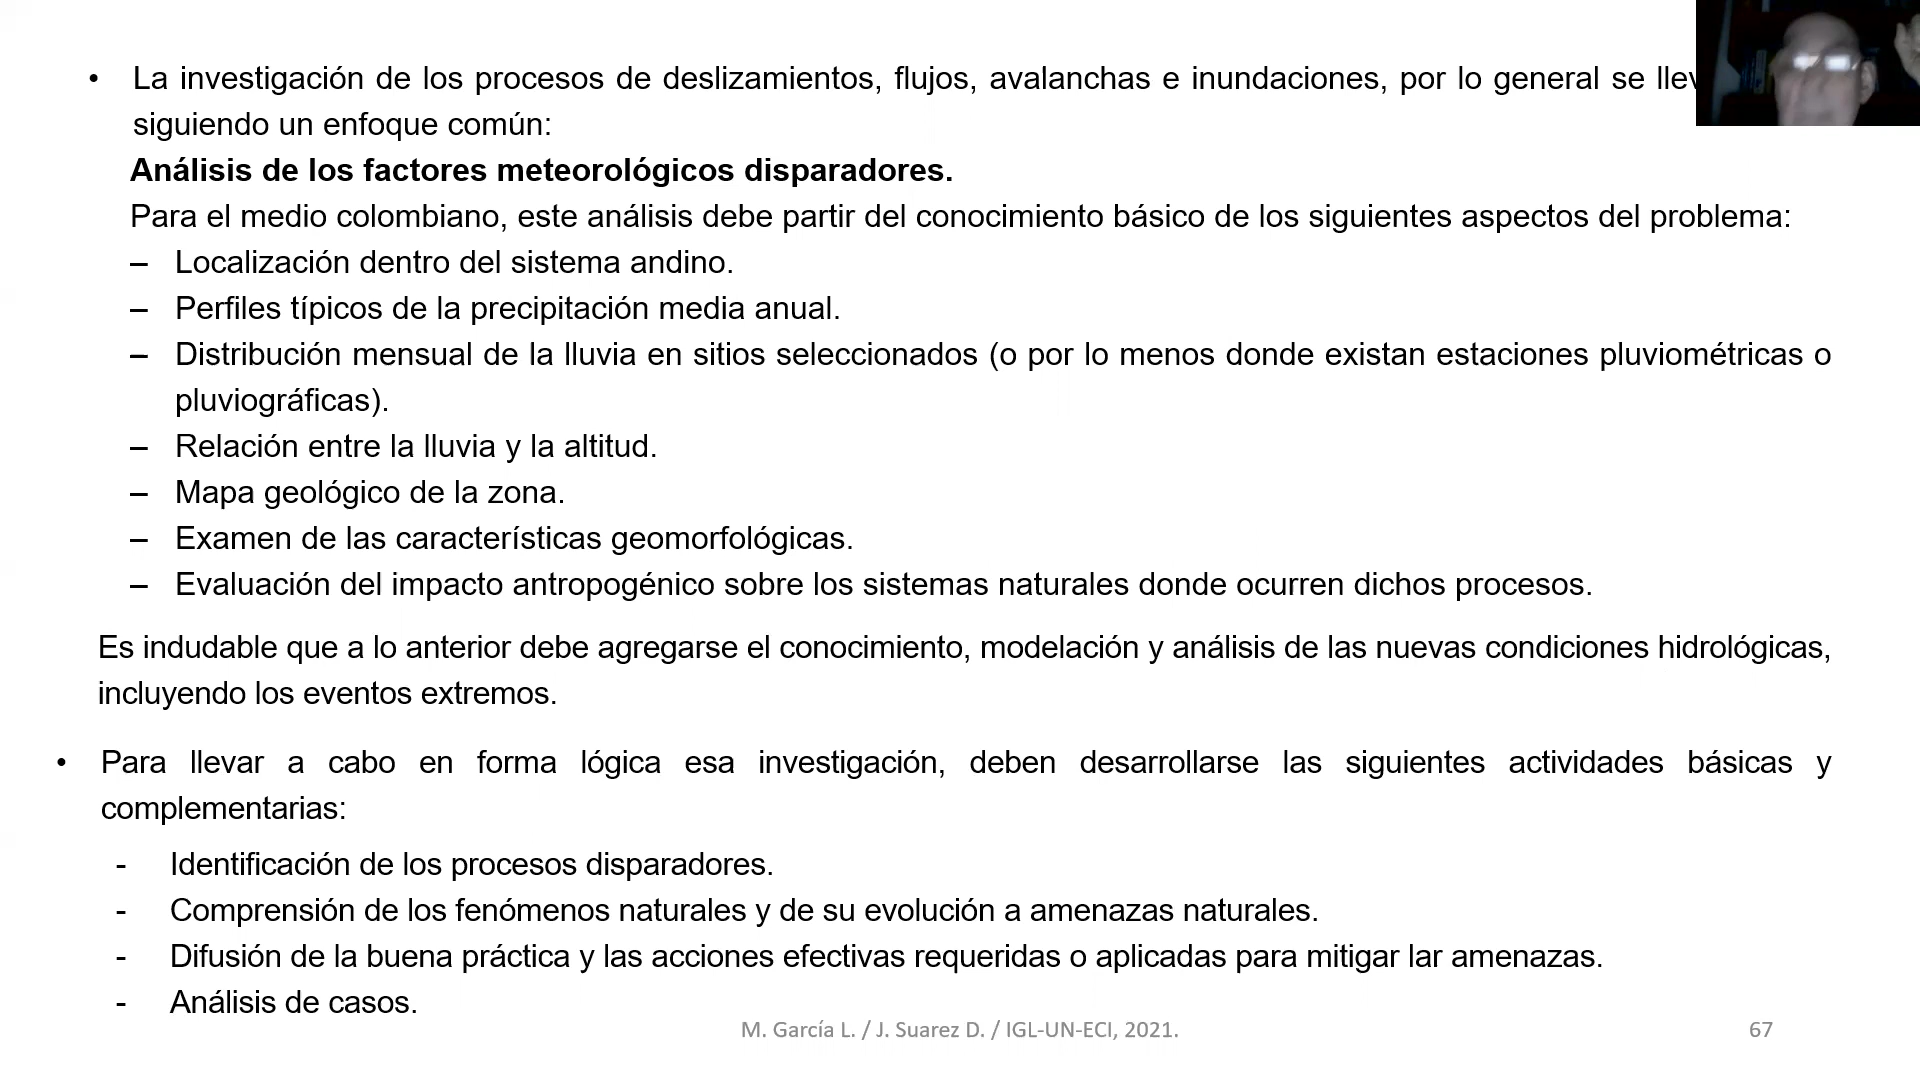 • La investigación de los procesos de deslizamientos, flujos, avalanchas e inundaciones, por lo general se
siguiendo un enfoque común:
Análisis de los factores meteorológicos disparadores.
Para el medio colombiano, este análisis debe partir del conocimiento básico de los siguientes aspectos del problema:
– Localización dentro del sistema andino.
– Perfiles típicos de la precipitación media anual.
– Distribución mensual de la lluvia en sitios seleccionados (o por lo menos donde existan estaciones pluviométricas o
pluviográficas).
– Relación entre la lluvia y la altitud.
– Mapa geológico de la zona.
– Examen de las características geomorfológicas.
– Evaluación del impacto antropogénico sobre los sistemas naturales donde ocurren dichos procesos.
Es indudable que a lo anterior debe agregarse el conocimiento, modelación y análisis de las nuevas condiciones hidrológicas,
incluyendo los eventos extremos.
• Para llevar a cabo en forma lógica esa investigación, deben desarrollarse las siguientes actividades básicas y
complementarias:
- Identificación de los procesos disparadores.
- Comprensión de los fenómenos naturales y de su evolución a amenazas naturales.
- Difusión de la buena práctica y las acciones efectivas requeridas o aplicadas para mitigar lar amenazas.
- Análisis de casos.
M. García L. / J. Suarez D. / IGL-UN-ECI, 2021.
67